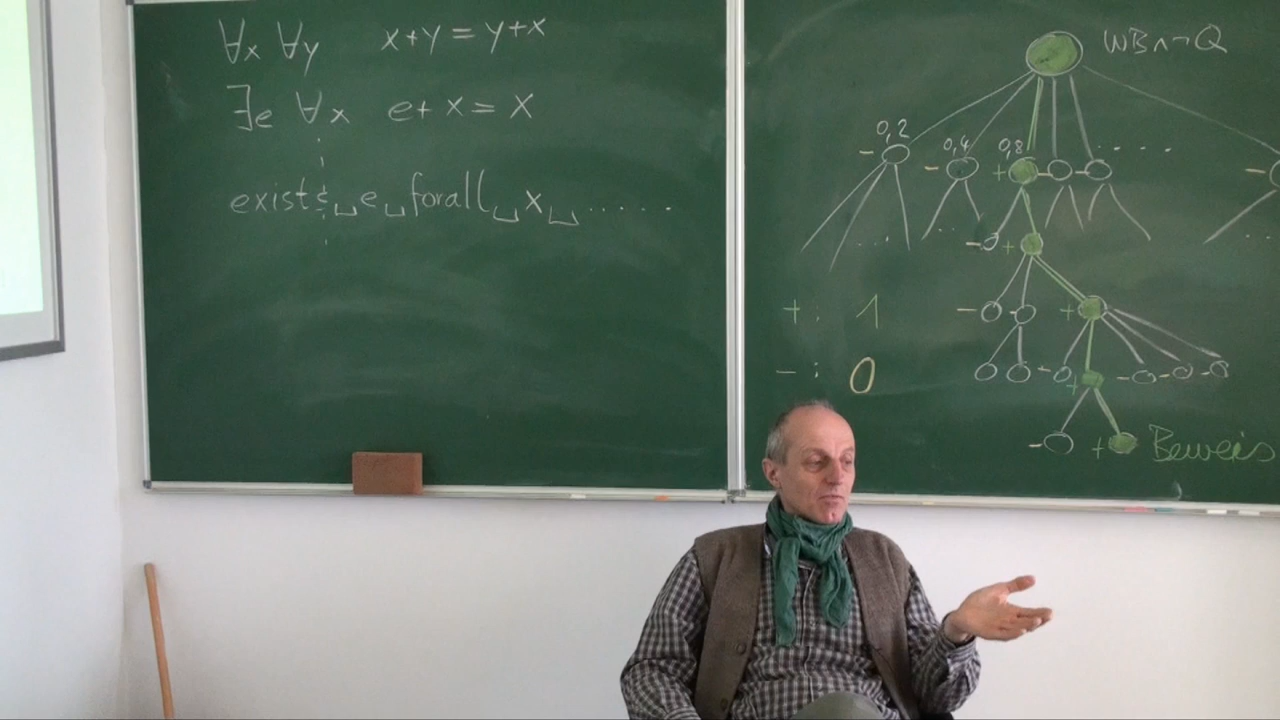 ∀x ∀y x+y = y+x
∃e ∀x e+ x = x
exists␣e␣forall␣x␣......
WB∧¬Q
0,2 0,4 0,8 ....
- - + -
- +
- +
- + - - -
+
- + Beweis
+ : 1
- : 0